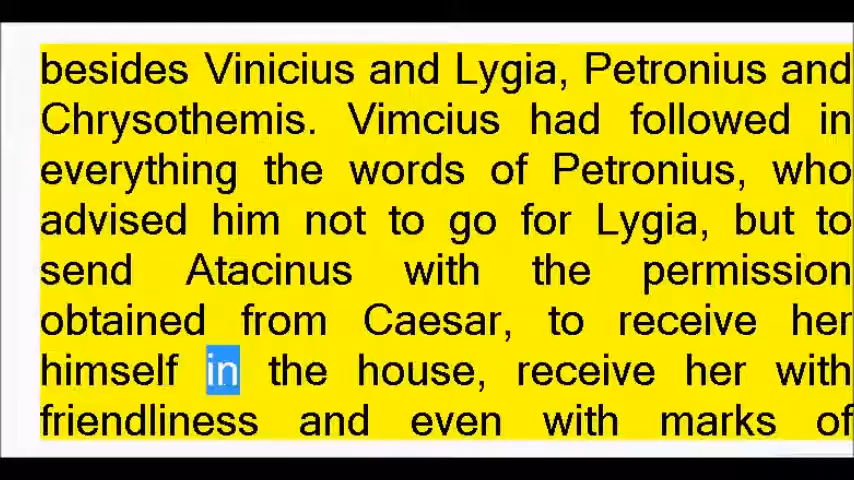 besides Vinicius and Lygia, Petronius and
Chrysothemis. Vimcius had followed in
everything the words of Petronius, who
advised him not to go for Lygia, but to
send Atacinus with the permission
obtained from Caesar, to receive her
himself in the house, receive her with
friendliness and even with marks of